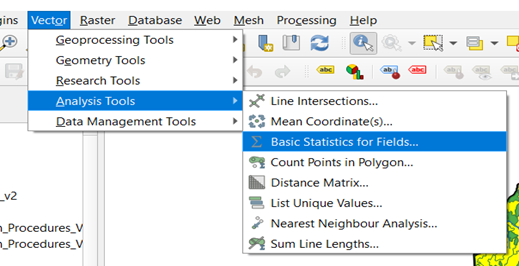 gins Vector Raster Database Web Mesh Processing Help
Geoprocessing Tools
Geometry Tools
Research Tools
Analysis Tools
Data Management Tools
Line Intersections...
Mean Coordinate(s)...
Basic Statistics for Fields...
Count Points in Polygon...
Distance Matrix...
List Unique Values...
Nearest Neighbour Analysis...
Sum Line Lengths...
abc
abc
abc
abc
_v2
n_Procedures_V
n_Procedures_V